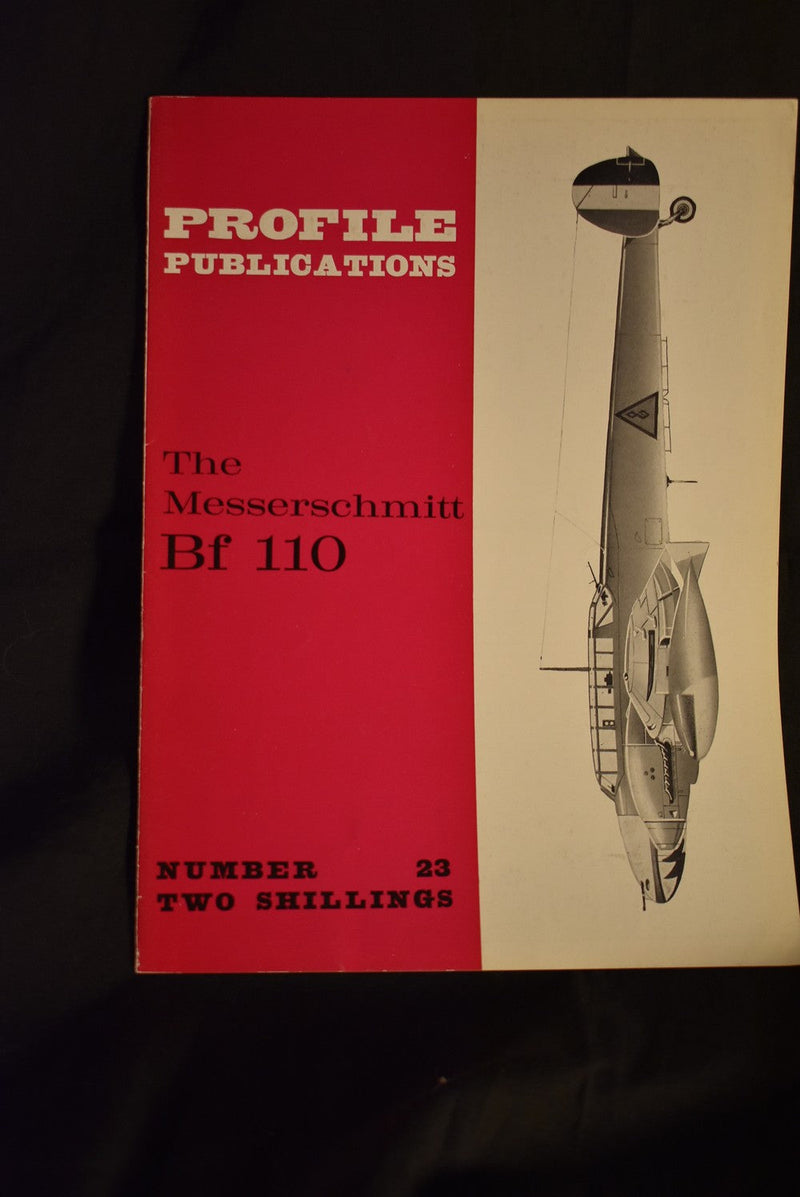 PROFILE
PUBLICATIONS
The
Messerschmitt
Bf 110
NUMBER 23
TWO SHILLINGS